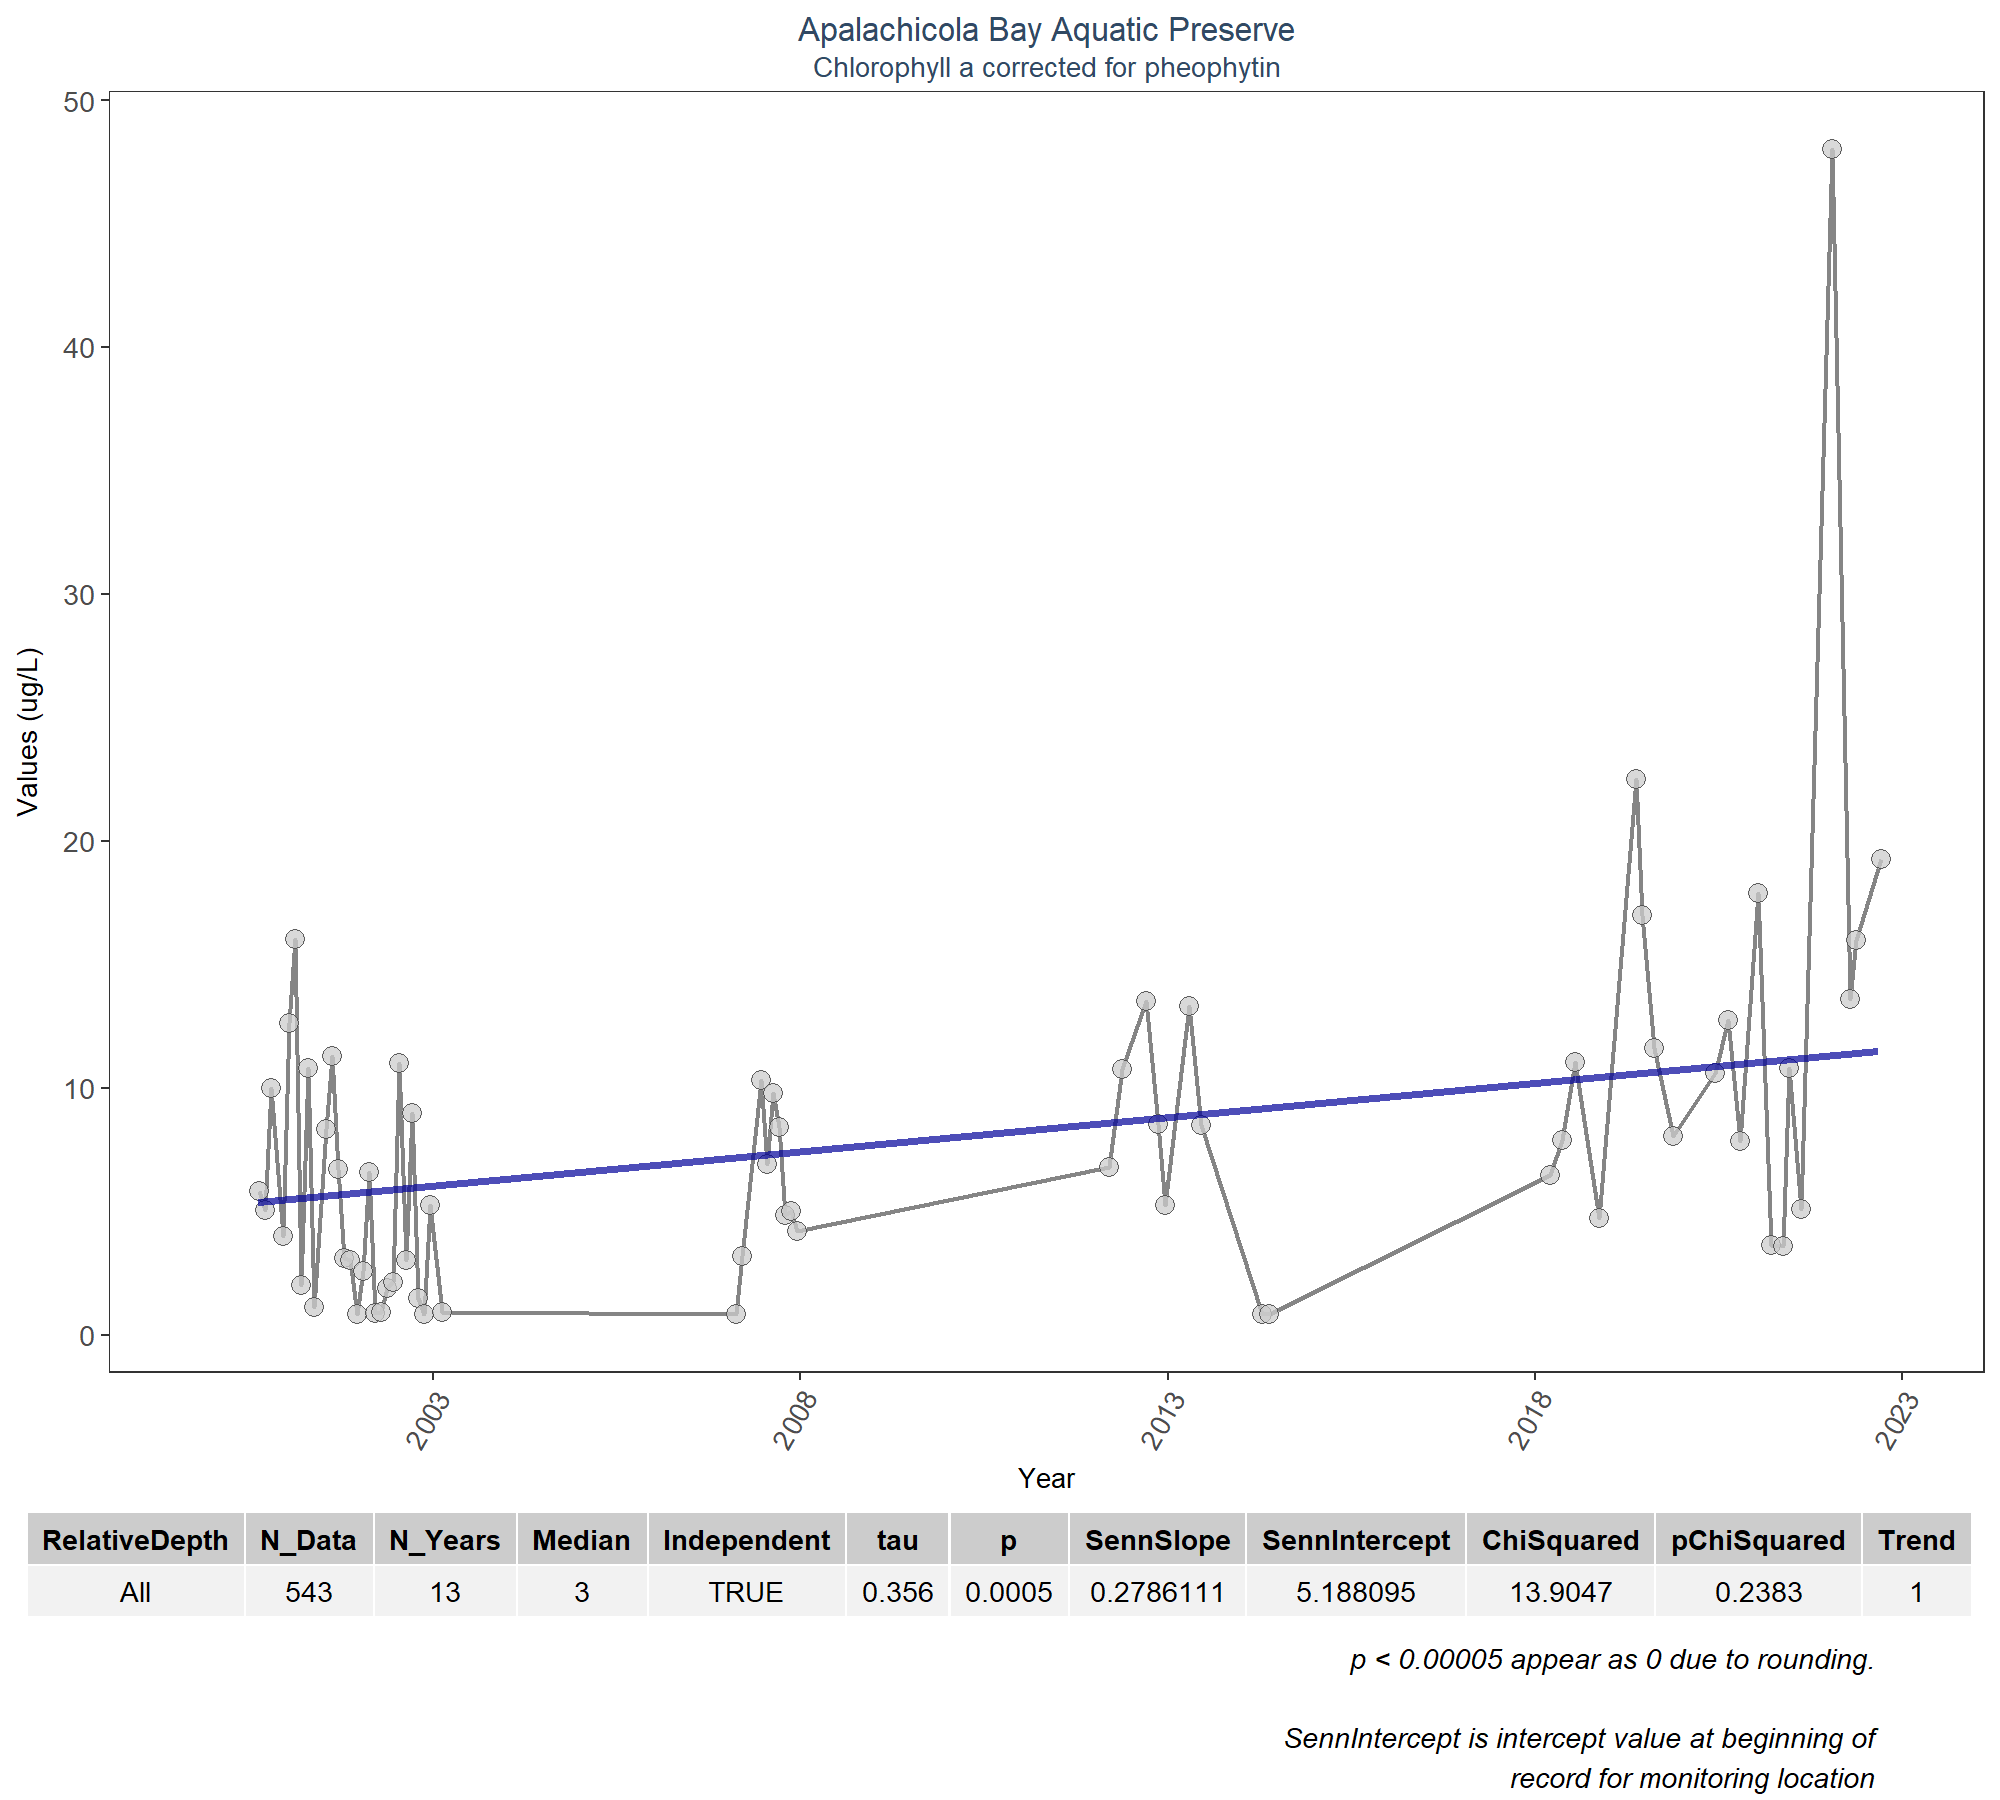 Apalachicola Bay Aquatic Preserve
Chlorophyll a corrected for pheophytin
50
40
30
20
10
0
Values (ug/L)
2003
2008
2013
2018
2023
Year
RelativeDepth N_Data N_Years Median Independent tau p SennSlope SennIntercept ChiSquared pChiSquared Trend
All 543 13 3 TRUE 0.356 0.0005 0.2786111 5.188095 13.9047 0.2383 1
p < 0.00005 appear as 0 due to rounding.
SennIntercept is intercept value at beginning of
record for monitoring location